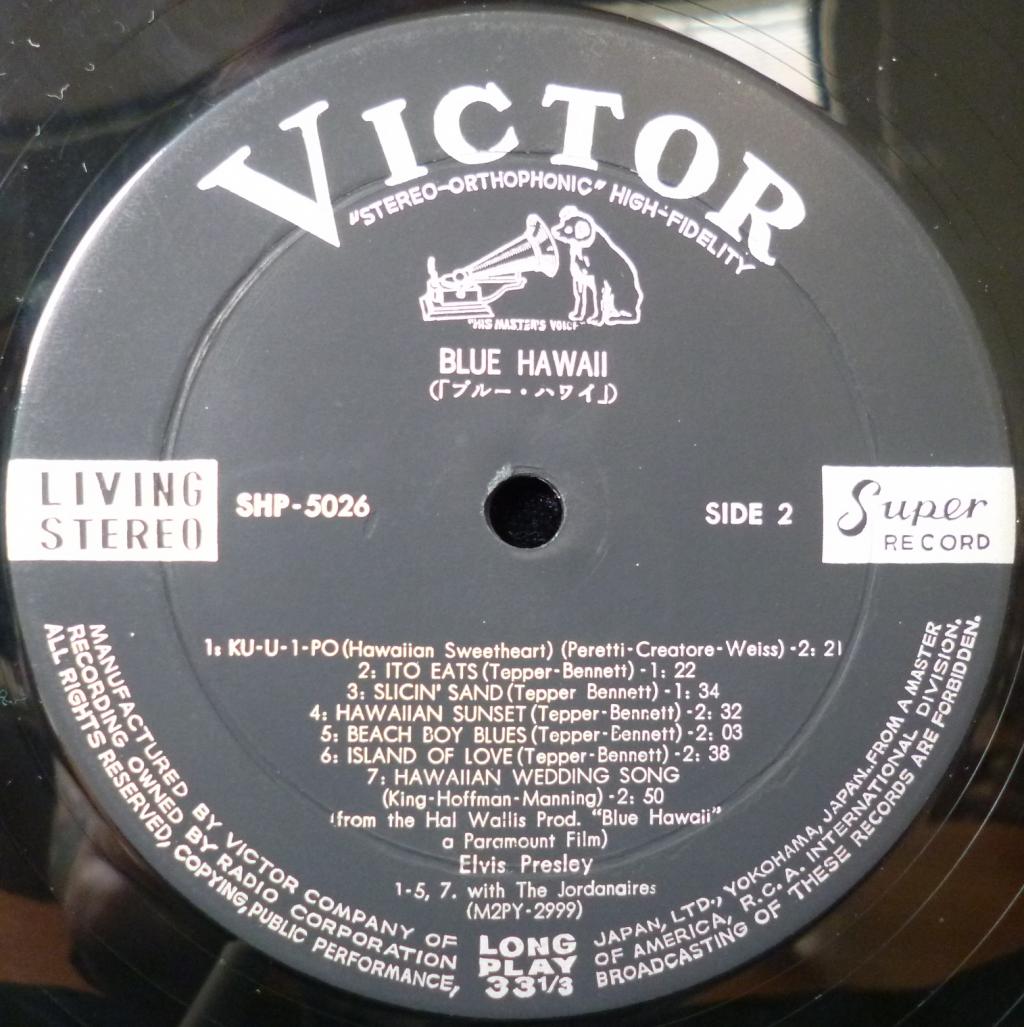 VICTOR
"STEREO-ORTHOPHONIC" HIGH-FIDELITY
"HIS MASTER'S VOICE"
BLUE HAWAII
(「ブルー・ハワイ」)
LIVING
STEREO
SHP-5026
SIDE 2
Super
RECORD
1: KU-U-1-PO (Hawaiian Sweetheart) (Peretti-Creatore-Weiss) -2: 21
2: ITO EATS (Tepper-Bennett) -1: 22
3: SLICIN' SAND (Tepper Bennett) -1: 34
4: HAWAIIAN SUNSET (Tepper-Bennett) -2: 32
5: BEACH BOY BLUES (Tepper-Bennett) -2: 03
6: ISLAND OF LOVE (Tepper-Bennett) -2: 38
7: HAWAIIAN WEDDING SONG
(King-Hoffman-Manning) -2: 50
(from the Hal Wallis Prod. "Blue Hawaii"
a Paramount Film)
Elvis Presley
1-5, 7. with The Jordanaires
(M2PY-2999)
LONG
PLAY
33 1/3
MANUFACTURED BY VICTOR COMPANY OF JAPAN, LTD., YOKOHAMA, JAPAN. FROM A MASTER
RECORDING OWNED BY RADIO CORPORATION OF AMERICA, R.C.A. INTERNATIONAL DIVISION.
ALL RIGHTS RESERVED, COPYING, PUBLIC PERFORMANCE, BROADCASTING OF THESE RECORDS ARE FORBIDDEN.